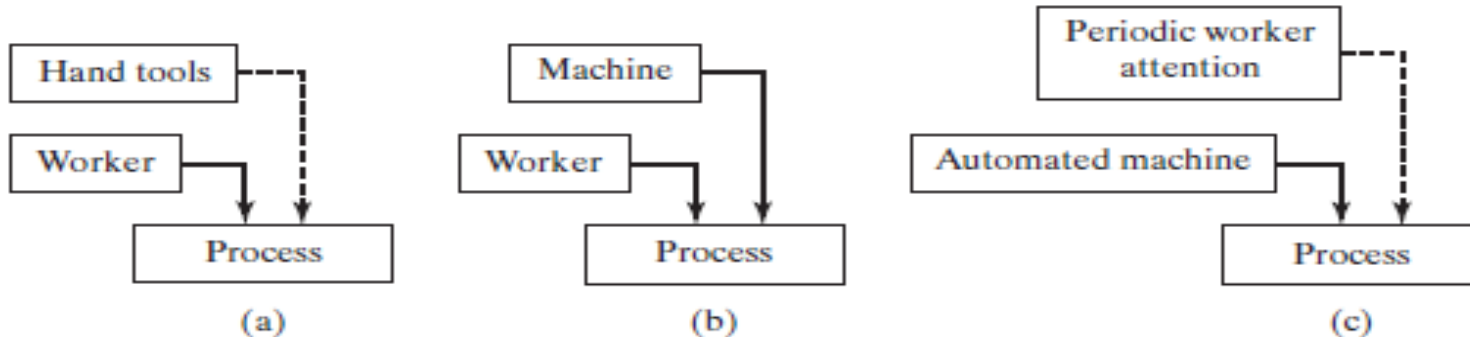 Hand tools
Worker
Process
(a)
Machine
Worker
Process
(b)
Periodic worker
attention
Automated machine
Process
(c)